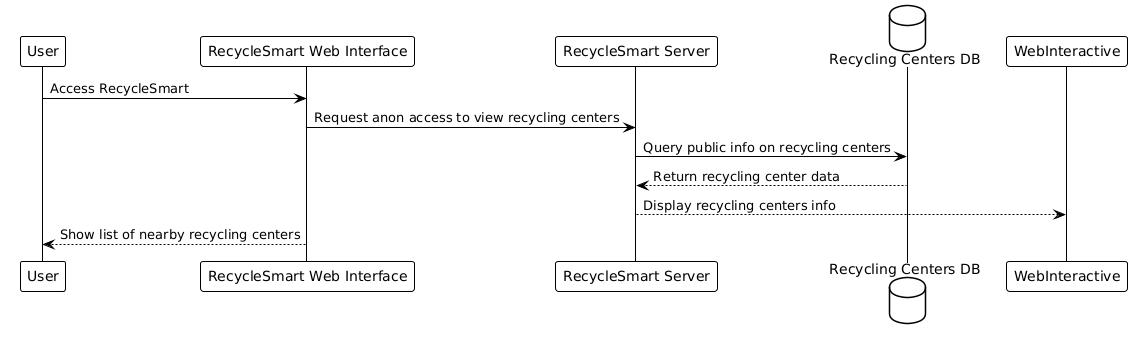 User
RecycleSmart Web Interface
RecycleSmart Server
Recycling Centers DB
WebInteractive
Access RecycleSmart
Request anon access to view recycling centers
Query public info on recycling centers
Return recycling center data
Display recycling centers info
Show list of nearby recycling centers
User
RecycleSmart Web Interface
RecycleSmart Server
Recycling Centers DB
WebInteractive